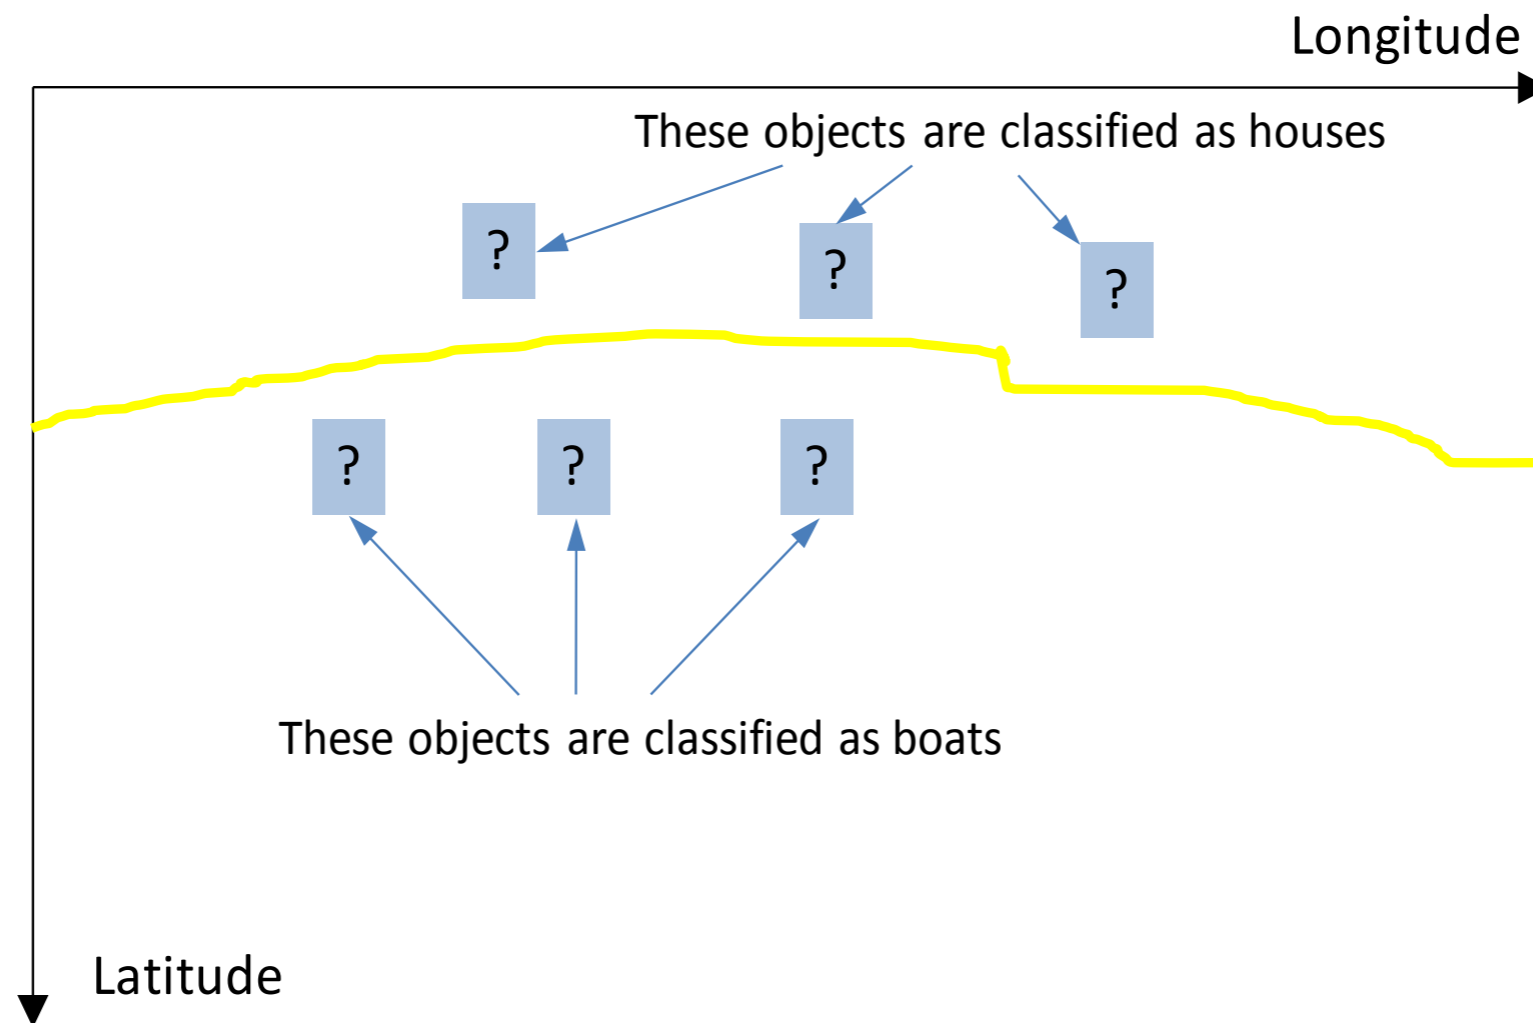 Longitude
These objects are classified as houses
?
?
?
?
?
?
These objects are classified as boats
Latitude